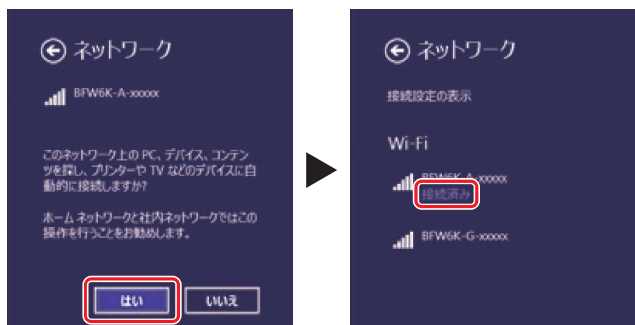 ネットワーク
BFW6K-A-xxxxx
このネットワーク上の PC、デバイス、コンテン
ツを探し、プリンターや TV などのデバイスに自
動的に接続しますか?
ホーム ネットワークと社内ネットワークではこの
操作を行うことをお勧めします。
はい
いいえ
ネットワーク
接続設定の表示
Wi-Fi
BFW6K-A-xxxxx
接続済み
BFW6K-G-xxxxx